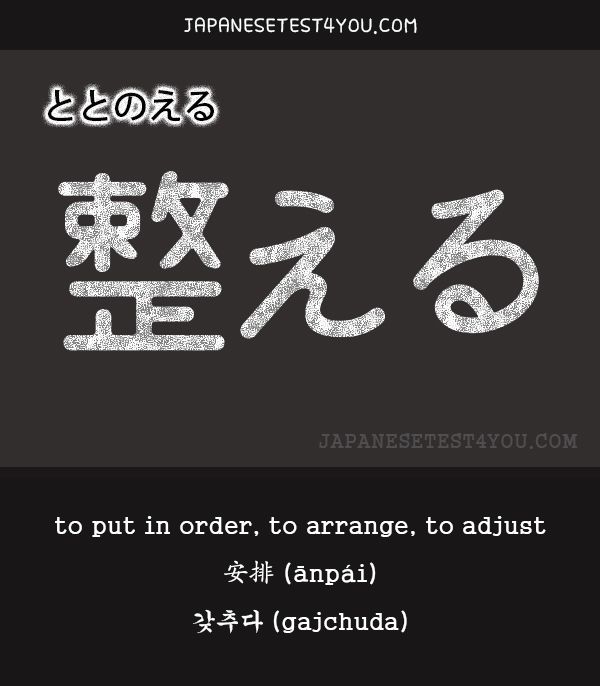 JAPANESETEST4YOU.COM
ととのえる
整える
JAPANESETEST4YOU.COM
to put in order, to arrange, to adjust
安排 (ānpái)
갖추다 (gajchuda)